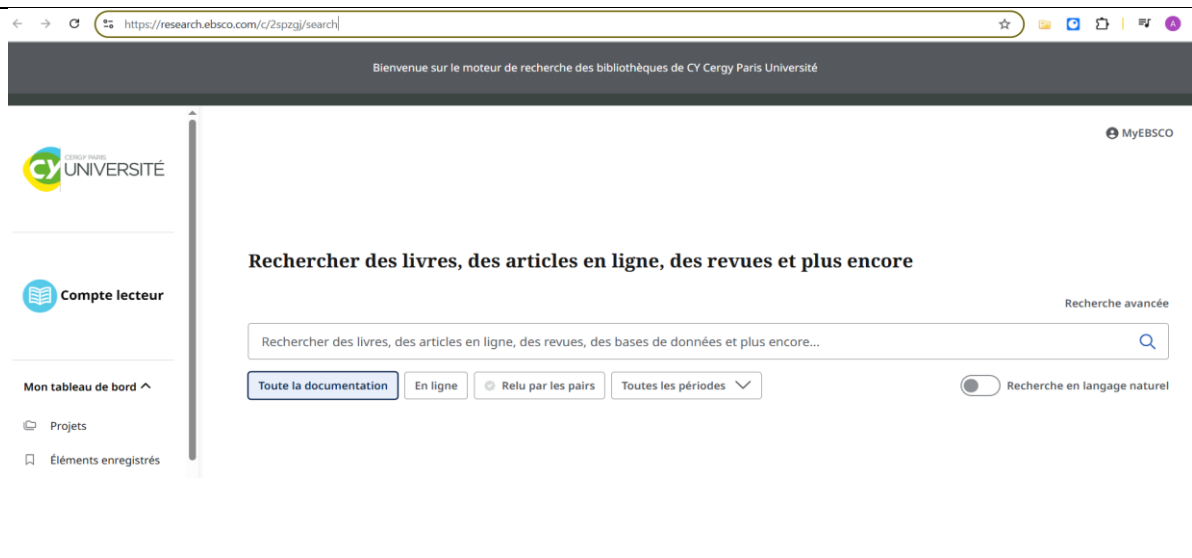 https://research.ebsco.com/c/2spzgj/search
A
Bienvenue sur le moteur de recherche des bibliothèques de CY Cergy Paris Université
MyEBSCO
CERGY PARIS
CY UNIVERSITÉ
Rechercher des livres, des articles en ligne, des revues et plus encore
Compte lecteur
Recherche avancée
Rechercher des livres, des articles en ligne, des revues, des bases de données et plus encore...
Mon tableau de bord
Toute la documentation En ligne Relu par les pairs Toutes les périodes Recherche en langage naturel
Projets
Éléments enregistrés